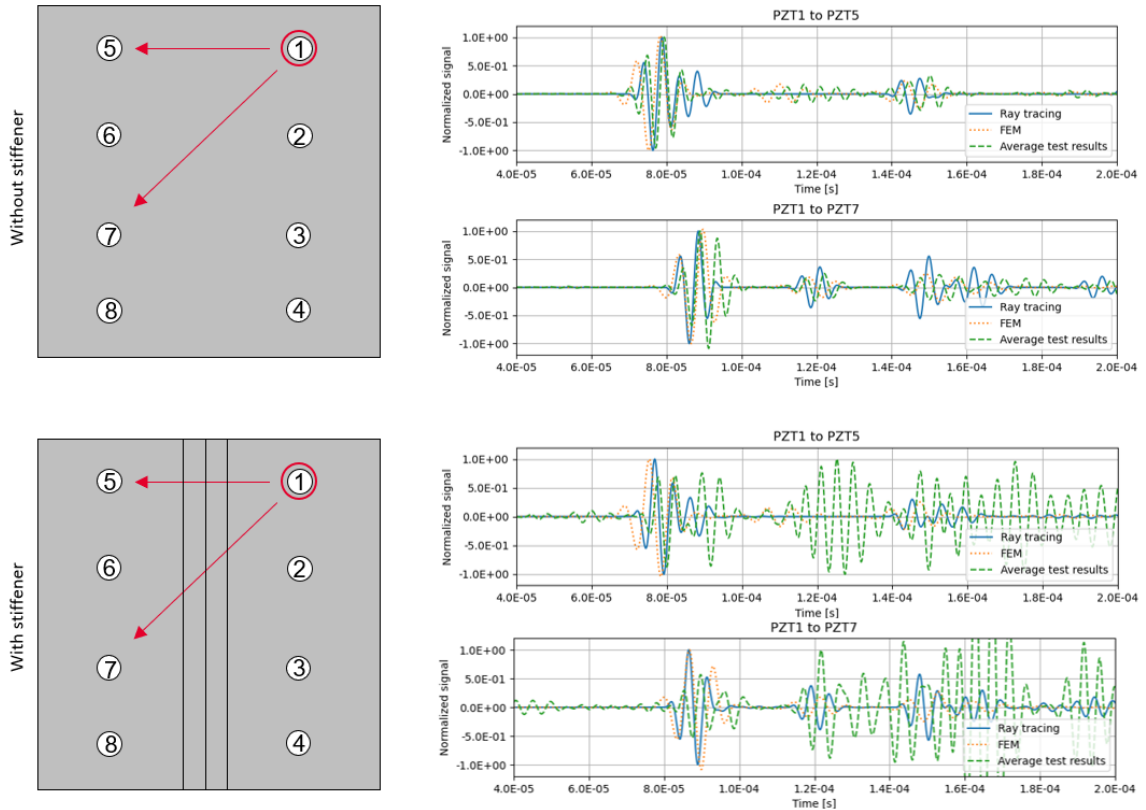 Without stiffener
5
1
6
2
7
3
8
4
PZT1 to PZT5
Normalized signal
1.0E+00
5.0E-01
0.0E+00
-5.0E-01
-1.0E+00
Ray tracing
FEM
Average test results
4.0E-05 6.0E-05 8.0E-05 1.0E-04 1.2E-04 1.4E-04 1.6E-04 1.8E-04 2.0E-04
Time [s]
PZT1 to PZT7
Normalized signal
1.0E+00
5.0E-01
0.0E+00
-5.0E-01
-1.0E+00
Ray tracing
FEM
Average test results
4.0E-05 6.0E-05 8.0E-05 1.0E-04 1.2E-04 1.4E-04 1.6E-04 1.8E-04 2.0E-04
Time [s]
With stiffener
5
1
6
2
7
3
8
4
PZT1 to PZT5
Normalized signal
1.0E+00
5.0E-01
0.0E+00
-5.0E-01
-1.0E+00
Ray tracing
FEM
Average test results
4.0E-05 6.0E-05 8.0E-05 1.0E-04 1.2E-04 1.4E-04 1.6E-04 1.8E-04 2.0E-04
Time [s]
PZT1 to PZT7
Normalized signal
1.0E+00
5.0E-01
0.0E+00
-5.0E-01
-1.0E+00
Ray tracing
FEM
Average test results
4.0E-05 6.0E-05 8.0E-05 1.0E-04 1.2E-04 1.4E-04 1.6E-04 1.8E-04 2.0E-04
Time [s]